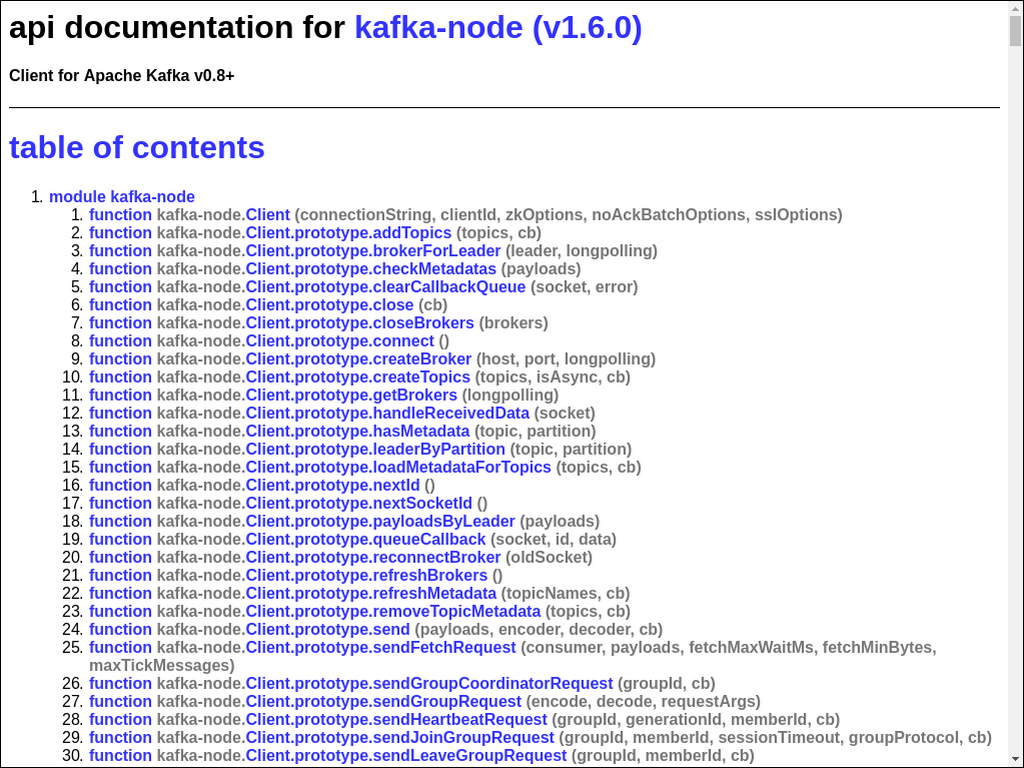 api documentation for kafka-node (v1.6.0)
Client for Apache Kafka v0.8+
table of contents
1. module kafka-node
1. function kafka-node.Client (connectionString, clientId, zkOptions, noAckBatchOptions, sslOptions)
2. function kafka-node.Client.prototype.addTopics (topics, cb)
3. function kafka-node.Client.prototype.brokerForLeader (leader, longpolling)
4. function kafka-node.Client.prototype.checkMetadatas (payloads)
5. function kafka-node.Client.prototype.clearCallbackQueue (socket, error)
6. function kafka-node.Client.prototype.close (cb)
7. function kafka-node.Client.prototype.closeBrokers (brokers)
8. function kafka-node.Client.prototype.connect ()
9. function kafka-node.Client.prototype.createBroker (host, port, longpolling)
10. function kafka-node.Client.prototype.createTopics (topics, isAsync, cb)
11. function kafka-node.Client.prototype.getBrokers (longpolling)
12. function kafka-node.Client.prototype.handleReceivedData (socket)
13. function kafka-node.Client.prototype.hasMetadata (topic, partition)
14. function kafka-node.Client.prototype.leaderByPartition (topic, partition)
15. function kafka-node.Client.prototype.loadMetadataForTopics (topics, cb)
16. function kafka-node.Client.prototype.nextId ()
17. function kafka-node.Client.prototype.nextSocketId ()
18. function kafka-node.Client.prototype.payloadsByLeader (payloads)
19. function kafka-node.Client.prototype.queueCallback (socket, id, data)
20. function kafka-node.Client.prototype.reconnectBroker (oldSocket)
21. function kafka-node.Client.prototype.refreshBrokers ()
22. function kafka-node.Client.prototype.refreshMetadata (topicNames, cb)
23. function kafka-node.Client.prototype.removeTopicMetadata (topics, cb)
24. function kafka-node.Client.prototype.send (payloads, encoder, decoder, cb)
25. function kafka-node.Client.prototype.sendFetchRequest (consumer, payloads, fetchMaxWaitMs, fetchMinBytes,
maxTickMessages)
26. function kafka-node.Client.prototype.sendGroupCoordinatorRequest (groupId, cb)
27. function kafka-node.Client.prototype.sendGroupRequest (encode, decode, requestArgs)
28. function kafka-node.Client.prototype.sendHeartbeatRequest (groupId, generationId, memberId, cb)
29. function kafka-node.Client.prototype.sendJoinGroupRequest (groupId, memberId, sessionTimeout, groupProtocol, cb)
30. function kafka-node.Client.prototype.sendLeaveGroupRequest (groupId, memberId, cb)